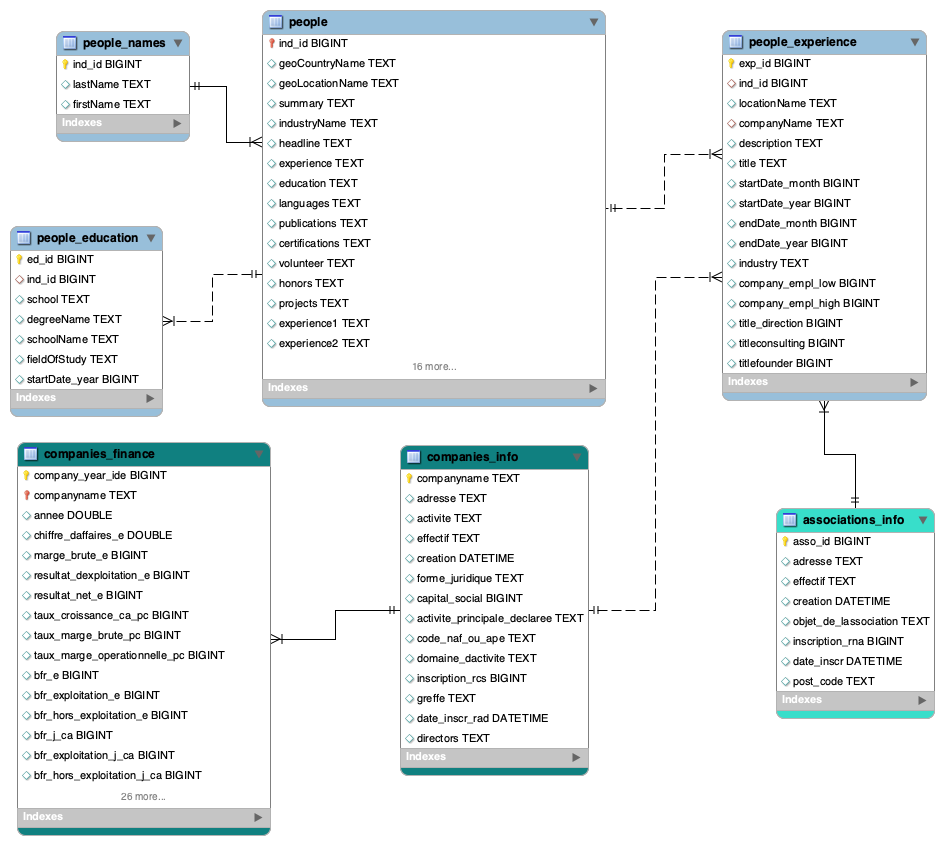 people_names
ind_id BIGINT
lastName TEXT
firstName TEXT
Indexes
people
ind_id BIGINT
geoCountryName TEXT
geoLocationName TEXT
summary TEXT
industryName TEXT
headline TEXT
experience TEXT
education TEXT
languages TEXT
publications TEXT
certifications TEXT
volunteer TEXT
honors TEXT
projects TEXT
experience1 TEXT
experience2 TEXT
16 more...
Indexes
people_experience
exp_id BIGINT
ind_id BIGINT
locationName TEXT
companyName TEXT
description TEXT
title TEXT
startDate_month BIGINT
startDate_year BIGINT
endDate_month BIGINT
endDate_year BIGINT
industry TEXT
company_empl_low BIGINT
company_empl_high BIGINT
title_direction BIGINT
titleconsulting BIGINT
titlefounder BIGINT
Indexes
people_education
ed_id BIGINT
ind_id BIGINT
school TEXT
degreeName TEXT
schoolName TEXT
fieldOfStudy TEXT
startDate_year BIGINT
Indexes
companies_finance
company_year_ide BIGINT
companyname TEXT
annee DOUBLE
chiffre_daffaires_e DOUBLE
marge_brute_e BIGINT
resultat_dexploitation_e BIGINT
resultat_net_e BIGINT
taux_croissance_ca_pc BIGINT
taux_marge_brute_pc BIGINT
taux_marge_operationnelle_pc BIGINT
bfr_e BIGINT
bfr_exploitation_e BIGINT
bfr_hors_exploitation_e BIGINT
bfr_j_ca BIGINT
bfr_exploitation_j_ca BIGINT
bfr_hors_exploitation_j_ca BIGINT
26 more...
Indexes
companies_info
companyname TEXT
adresse TEXT
activite TEXT
effectif TEXT
creation DATETIME
forme_juridique TEXT
capital_social BIGINT
activite_principale_declaree TEXT
code_naf_ou_ape TEXT
domaine_dactivite TEXT
inscription_rcs BIGINT
greffe TEXT
date_inscr_rad DATETIME
directors TEXT
Indexes
associations_info
asso_id BIGINT
adresse TEXT
effectif TEXT
creation DATETIME
objet_de_lassociation TEXT
inscription_rna BIGINT
date_inscr DATETIME
post_code TEXT
Indexes